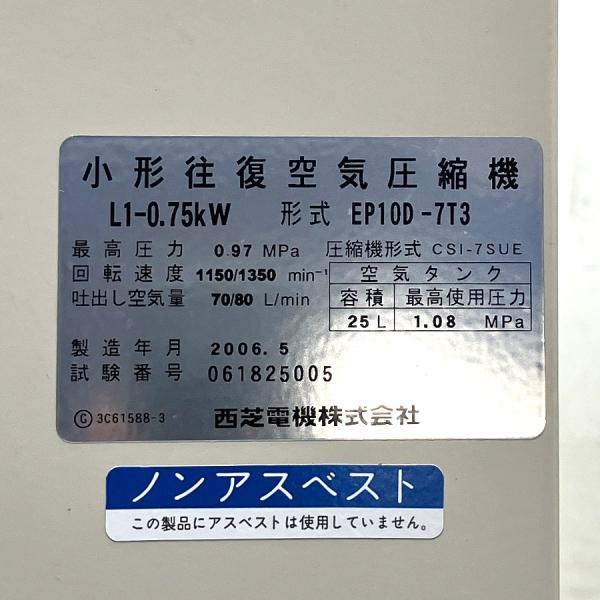 小形往復空気圧縮機
L1-0.75kW 形式 EP10D-7T3
最高圧力 0.97 MPa 圧縮機形式 CSI-7SUE
回転速度 1150/1350 min⁻¹ 空気タンク
吐出し空気量 70/80 L/min 容積 最高使用圧力
25 L 1.08 MPa
製造年月 2006.5
試験番号 061825005
Ⓖ 3C61588-3 西芝電機株式会社
ノンアスベスト
この製品にアスベストは使用していません。